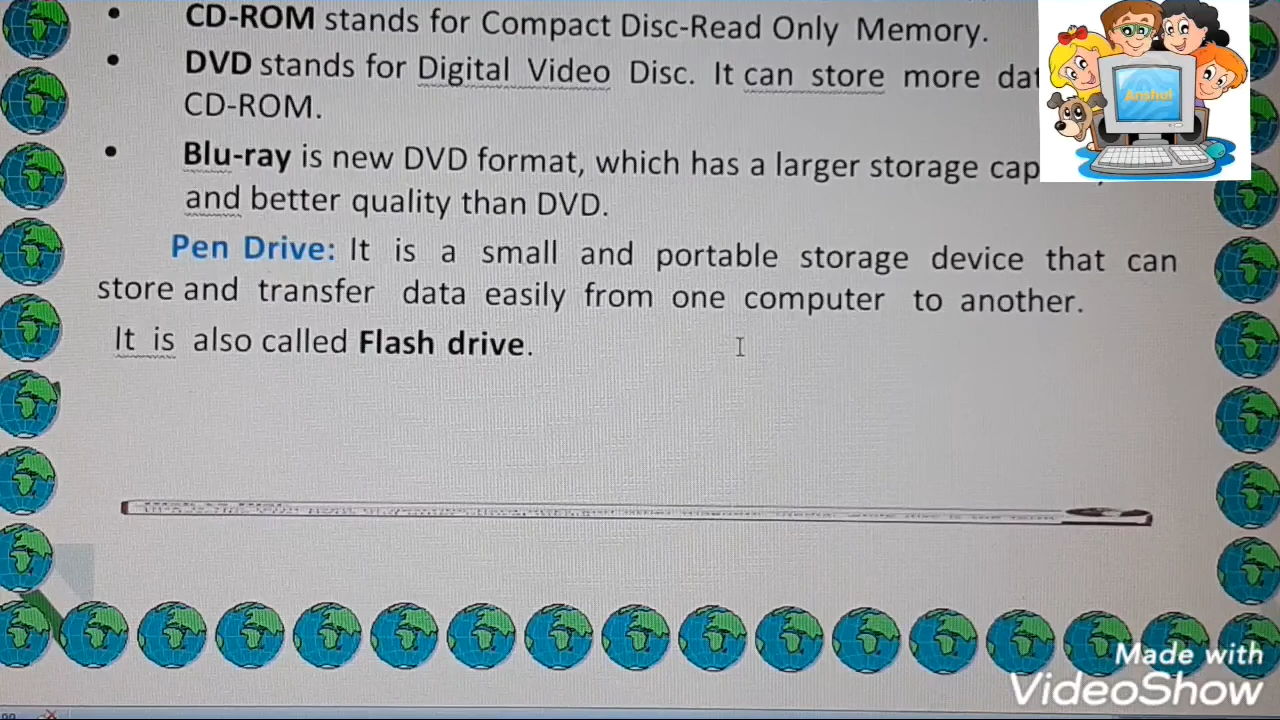 • CD-ROM stands for Compact Disc-Read Only Memory.
• DVD stands for Digital Video Disc. It can store more
CD-ROM.
• Blu-ray is new DVD format, which has a larger storage
and better quality than DVD.
Pen Drive: It is a small and portable storage device that can
store and transfer data easily from one computer to another.
It is also called Flash drive.
Anshul
Made with
VideoShow